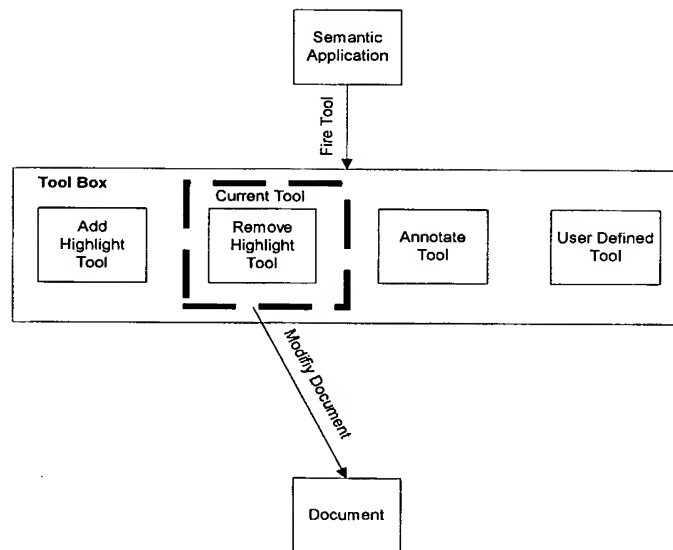 Semantic
Application
Fire Tool
Tool Box
Current Tool
Add
Highlight
Tool
Remove
Highlight
Tool
Annotate
Tool
User Defined
Tool
Modifiy Document
Document